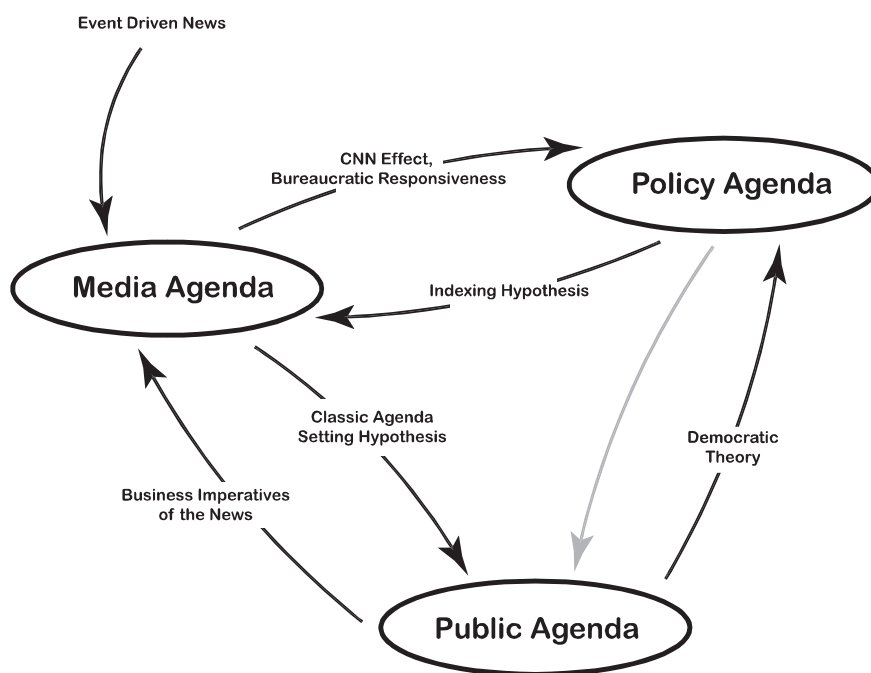 Event Driven News
CNN Effect,
Bureaucratic Responsiveness
Policy Agenda
Media Agenda
Indexing Hypothesis
Classic Agenda
Setting Hypothesis
Democratic
Theory
Business Imperatives
of the News
Public Agenda